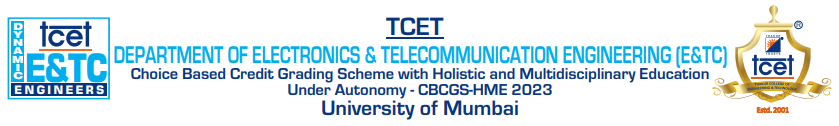 TCET
DEPARTMENT OF ELECTRONICS & TELECOMMUNICATION ENGINEERING (E&TC)
Choice Based Credit Grading Scheme with Holistic and Multidisciplinary Education
Under Autonomy - CBCGS-HME 2023
University of Mumbai
DYNAMIC
tcet
E&TC
ENGINEERS
®
tcet
Estd. 2001